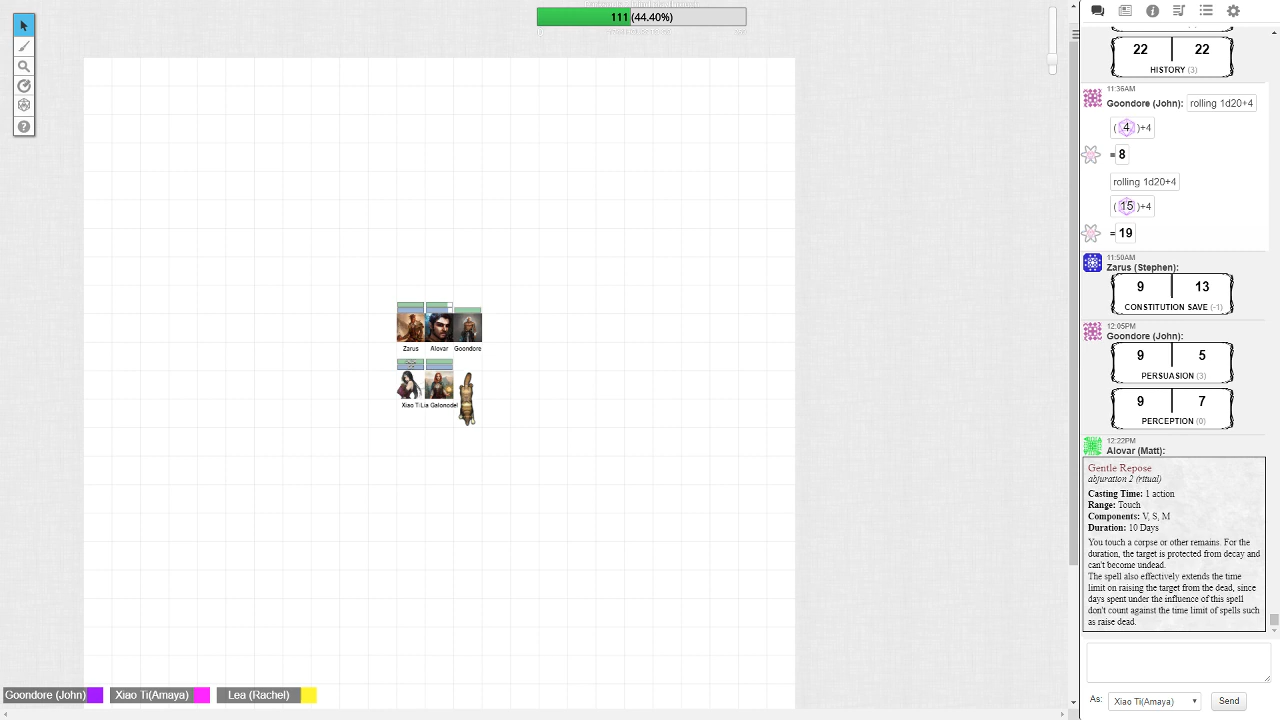 111 (44.40%)
22 22
HISTORY (3)
11:36AM
Goondore (John): rolling 1d20+4
(4)+4
=8
rolling 1d20+4
(15)+4
=19
11:50AM
Zarus (Stephen):
9 13
CONSTITUTION SAVE (-1)
12:05PM
Goondore (John):
9 5
PERSUASION (3)
9 7
PERCEPTION (0)
12:22PM
Alovar (Matt):
Gentle Repose
abjuration 2 (ritual)
Casting Time: 1 action
Range: Touch
Components: V, S, M
Duration: 10 Days
You touch a corpse or other remains. For the
duration, the target is protected from decay and
can't become undead.
The spell also effectively extends the time
limit on raising the target from the dead, since
days spent under the influence of this spell
don't count against the time limit of spells such
as raise dead.
As: Xiao Ti(Amaya) Send
Zarus Alovar Goondore
Xiao Ti Lia Galonodel
Goondore (John) Xiao Ti(Amaya) Lea (Rachel)